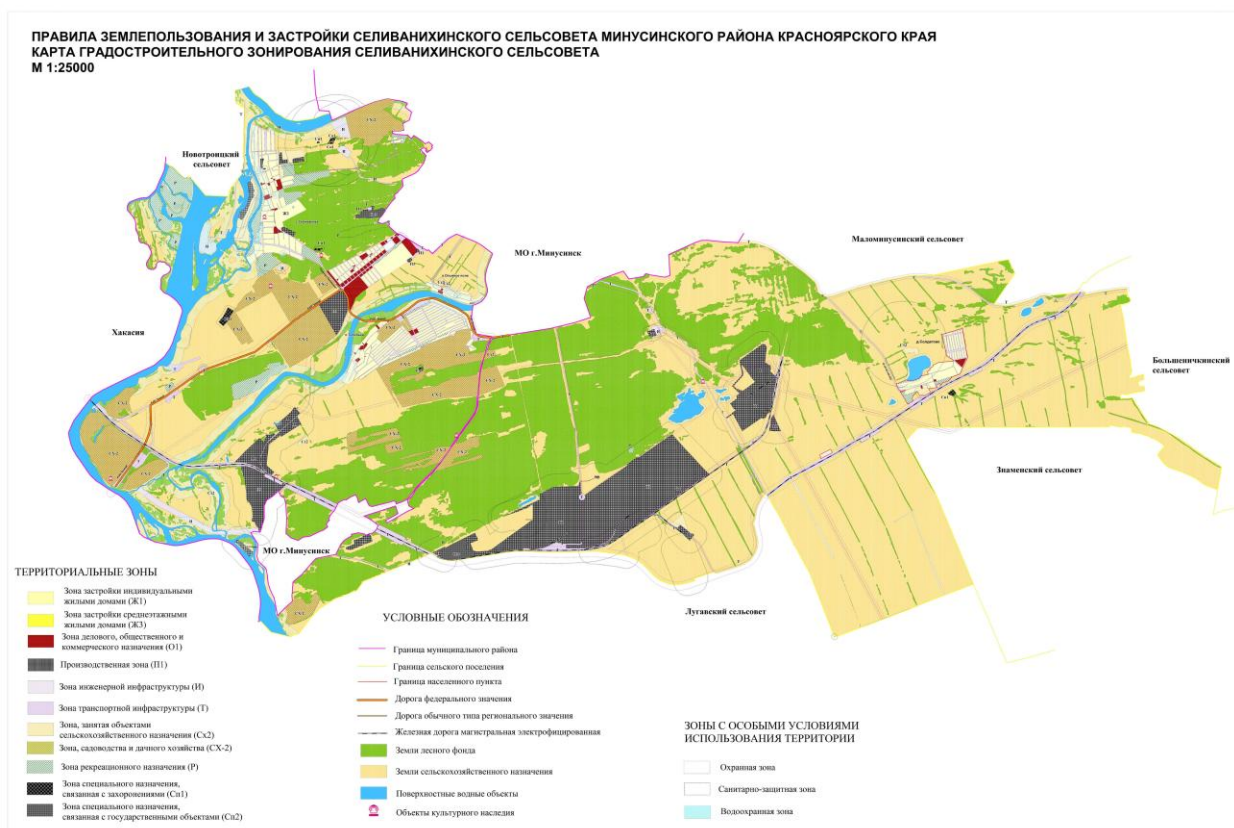 ПРАВИЛА ЗЕМЛЕПОЛЬЗОВАНИЯ И ЗАСТРОЙКИ СЕЛИВАНИХИНСКОГО СЕЛЬСОВЕТА МИНУСИНСКОГО РАЙОНА КРАСНОЯРСКОГО КРАЯ
КАРТА ГРАДОСТРОИТЕЛЬНОГО ЗОНИРОВАНИЯ СЕЛИВАНИХИНСКОГО СЕЛЬСОВЕТА
М 1:25000
Новотроицкий
сельсовет
МО г.Минусинск
Маломинусинский сельсовет
Хакасия
Большеничкинский
сельсовет
Знаменский сельсовет
МО г.Минусинск
Лугавский сельсовет
ТЕРРИТОРИАЛЬНЫЕ ЗОНЫ
Зона застройки индивидуальными
жилыми домами (Ж1)
Зона застройки среднеэтажными
жилыми домами (Ж3)
Зона делового, общественного и
коммерческого назначения (О1)
Производственная зона (П1)
Зона инженерной инфраструктуры (И)
Зона транспортной инфраструктуры (Т)
Зона, занятая объектами
сельскохозяйственного назначения (Сх2)
Зона, садоводства и дачного хозяйства (СХ-2)
Зона рекреационного назначения (Р)
Зона специального назначения,
связанная с захоронениями (Сп1)
Зона специального назначения,
связанная с государственными объектами (Сп2)
УСЛОВНЫЕ ОБОЗНАЧЕНИЯ
Граница муниципального района
Граница сельского поселения
Граница населенного пункта
Дорога федерального значения
Дорога обычного типа регионального значения
Железная дорога магистральная электрофицированная
Земли лесного фонда
Земли сельскохозяйственного назначения
Поверхностные водные объекты
Объекты культурного наследия
ЗОНЫ С ОСОБЫМИ УСЛОВИЯМИ
ИСПОЛЬЗОВАНИЯ ТЕРРИТОРИИ
Охранная зона
Санитарно-защитная зона
Водоохранная зона